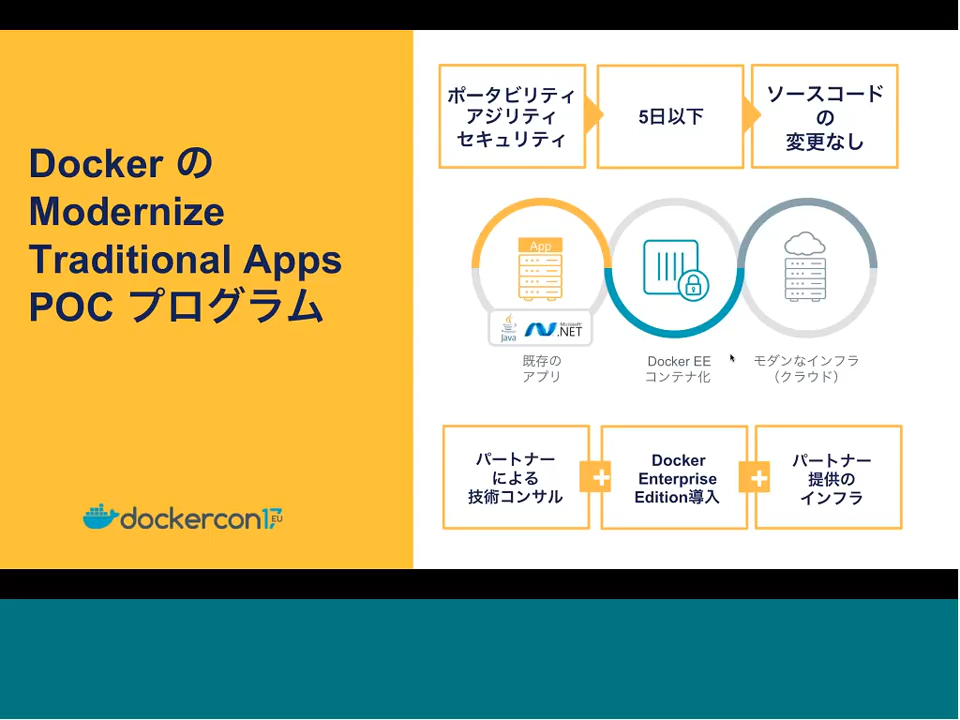 Docker の
Modernize
Traditional Apps
POC プログラム
dockercon17
EU
ポータビリティ
アジリティ
セキュリティ
5日以下
ソースコード
の
変更なし
App
Java
Microsoft
.NET
既存の
アプリ
Docker EE
コンテナ化
モダンなインフラ
（クラウド）
パートナー
による
技術コンサル
+
Docker
Enterprise
Edition導入
+
パートナー
提供の
インフラ